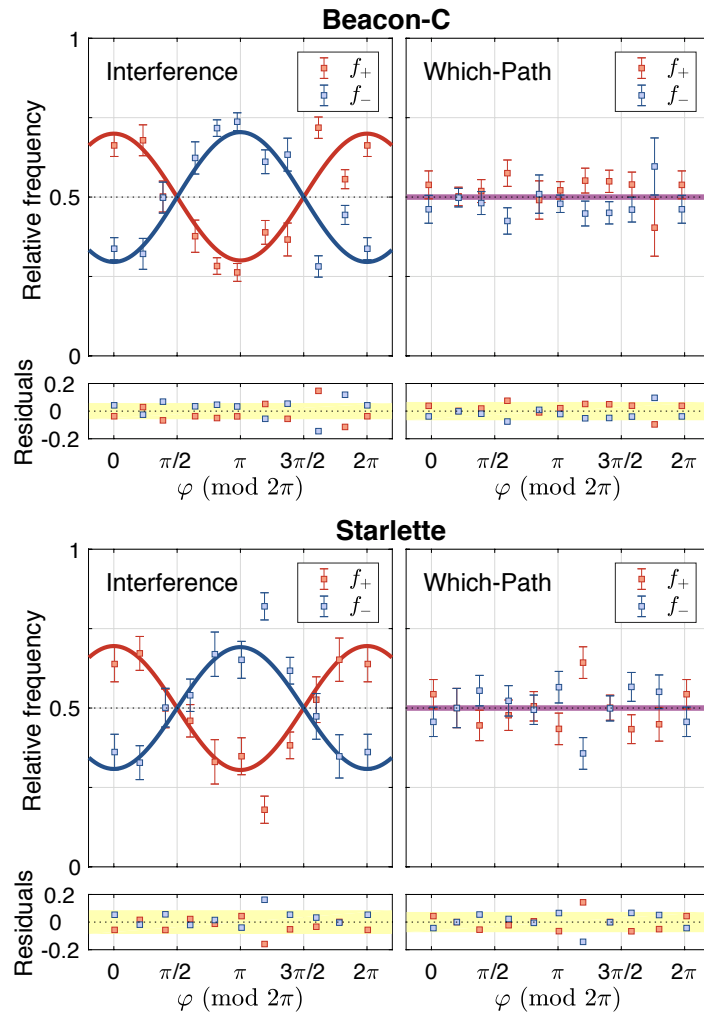 Beacon-C
Relative frequency
1
0.5
0
Interference
f₊
f₋
Which-Path
f₊
f₋
Residuals
0.2
0
-0.2
0 π/2 π 3π/2 2π
0 π/2 π 3π/2 2π
φ (mod 2π)
φ (mod 2π)
Starlette
Relative frequency
1
0.5
0
Interference
f₊
f₋
Which-Path
f₊
f₋
Residuals
0.2
0
-0.2
0 π/2 π 3π/2 2π
0 π/2 π 3π/2 2π
φ (mod 2π)
φ (mod 2π)